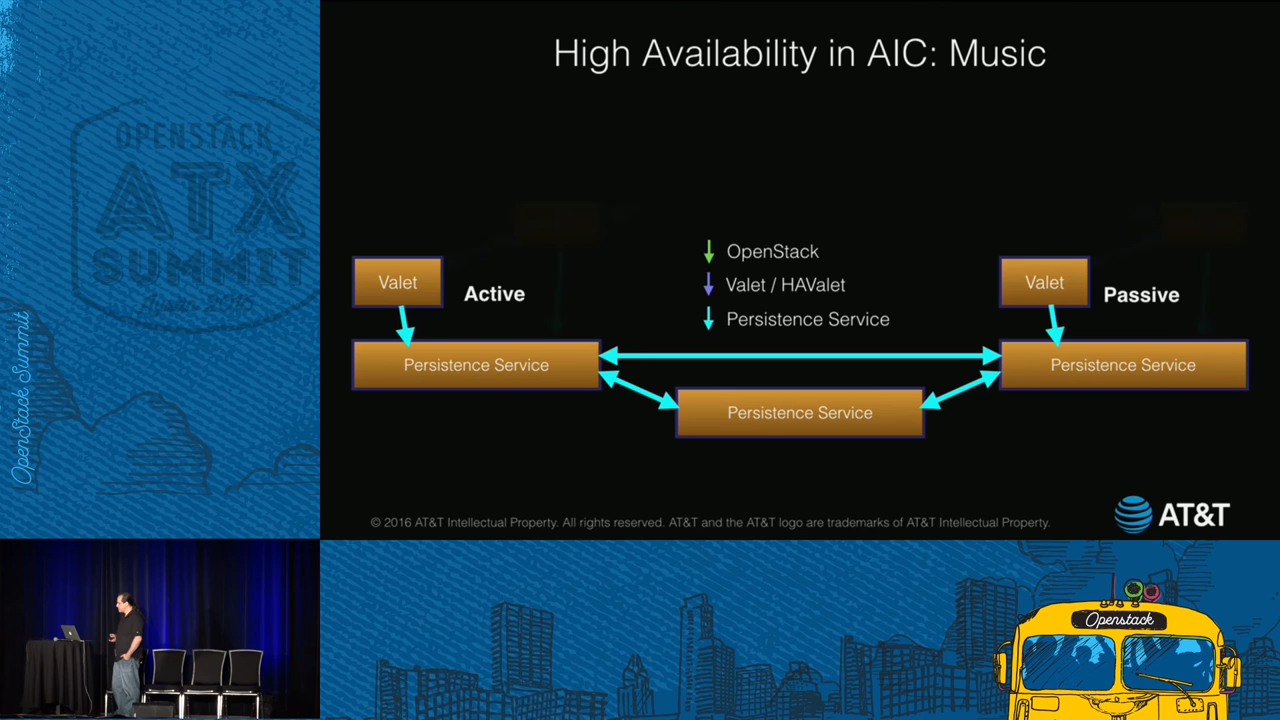 High Availability in AIC: Music
OPENSTACK
ATX
SUMMIT
OpenStack Summit
OpenStack
Valet / HAValet
Persistence Service
Valet
Active
Persistence Service
Valet
Passive
Persistence Service
Persistence Service
© 2016 AT&T Intellectual Property. All rights reserved. AT&T and the AT&T logo are trademarks of AT&T Intellectual Property.
AT&T
Openstack